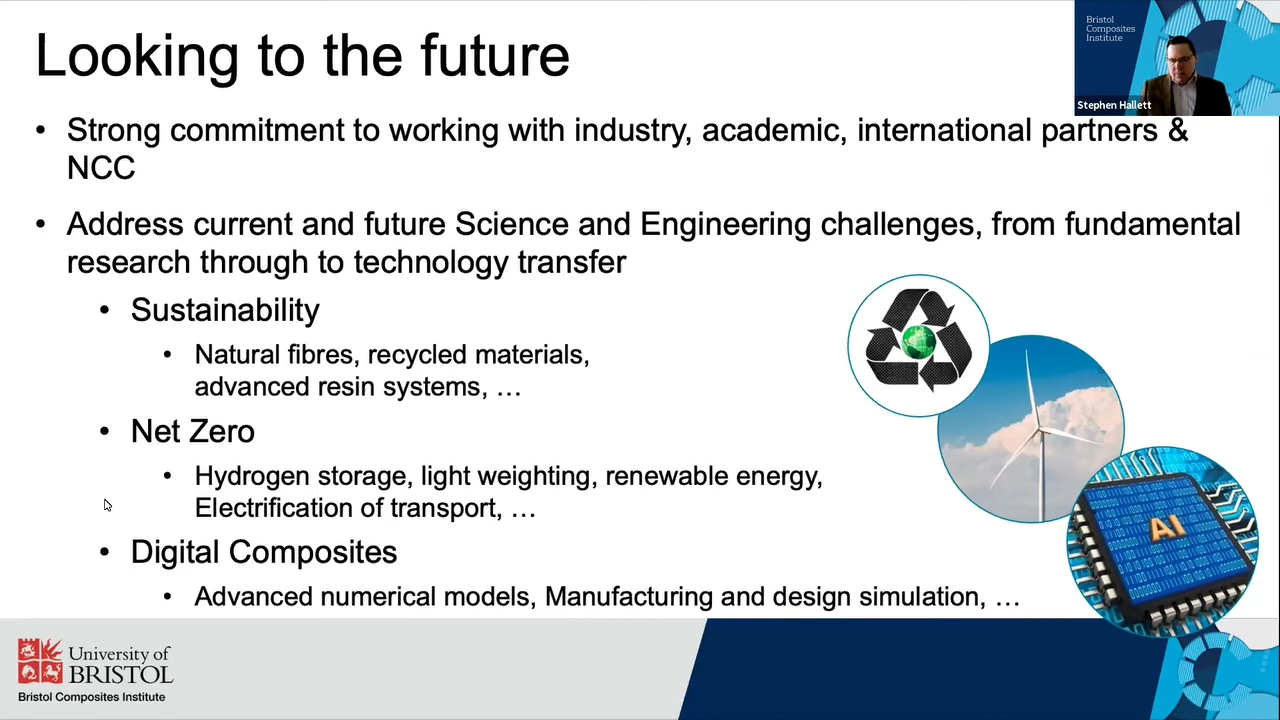 Looking to the future
Bristol
Composites
Institute
Stephen Hallett
• Strong commitment to working with industry, academic, international partners &
NCC
• Address current and future Science and Engineering challenges, from fundamental
research through to technology transfer
• Sustainability
• Natural fibres, recycled materials,
advanced resin systems, …
• Net Zero
• Hydrogen storage, light weighting, renewable energy,
Electrification of transport, …
• Digital Composites
• Advanced numerical models, Manufacturing and design simulation, …
AI
University of
BRISTOL
Bristol Composites Institute